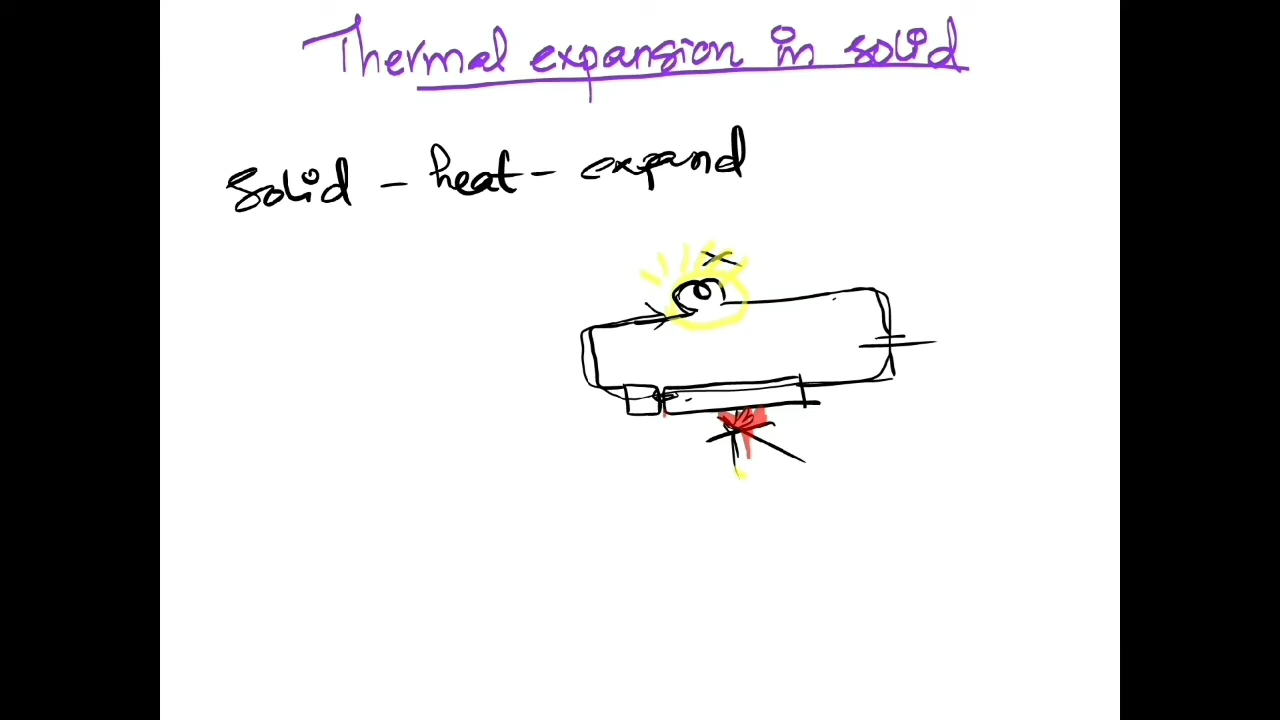 Thermal expansion in solid
Solid - heat - expand